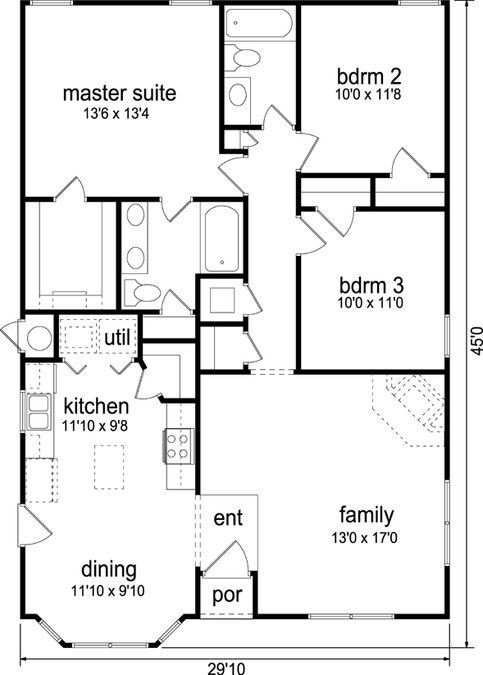 master suite
13'6 x 13'4
bdrm 2
10'0 x 11'8
bdrm 3
10'0 x 11'0
util
kitchen
11'10 x 9'8
ent
family
13'0 x 17'0
dining
11'10 x 9'10
por
45'0
29'10